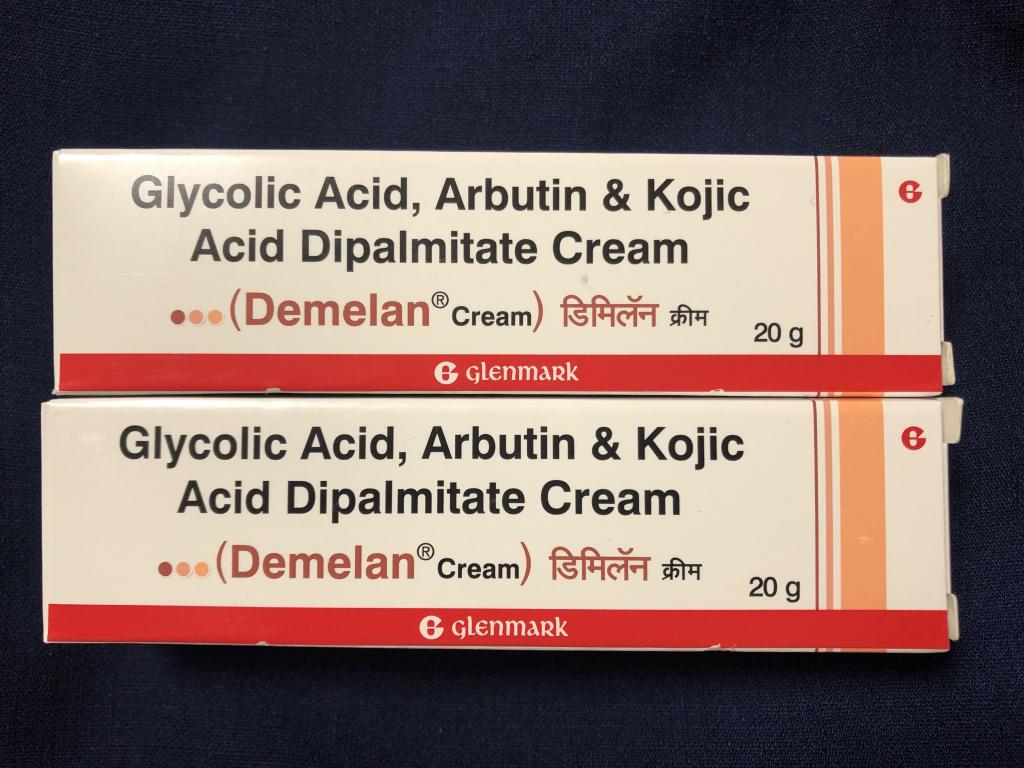 Glycolic Acid, Arbutin & Kojic
Acid Dipalmitate Cream
(Demelan® Cream) डिमिलॅन क्रीम
20 g
GLENMARK
Glycolic Acid, Arbutin & Kojic
Acid Dipalmitate Cream
(Demelan® Cream) डिमिलॅन क्रीम
20 g
GLENMARK